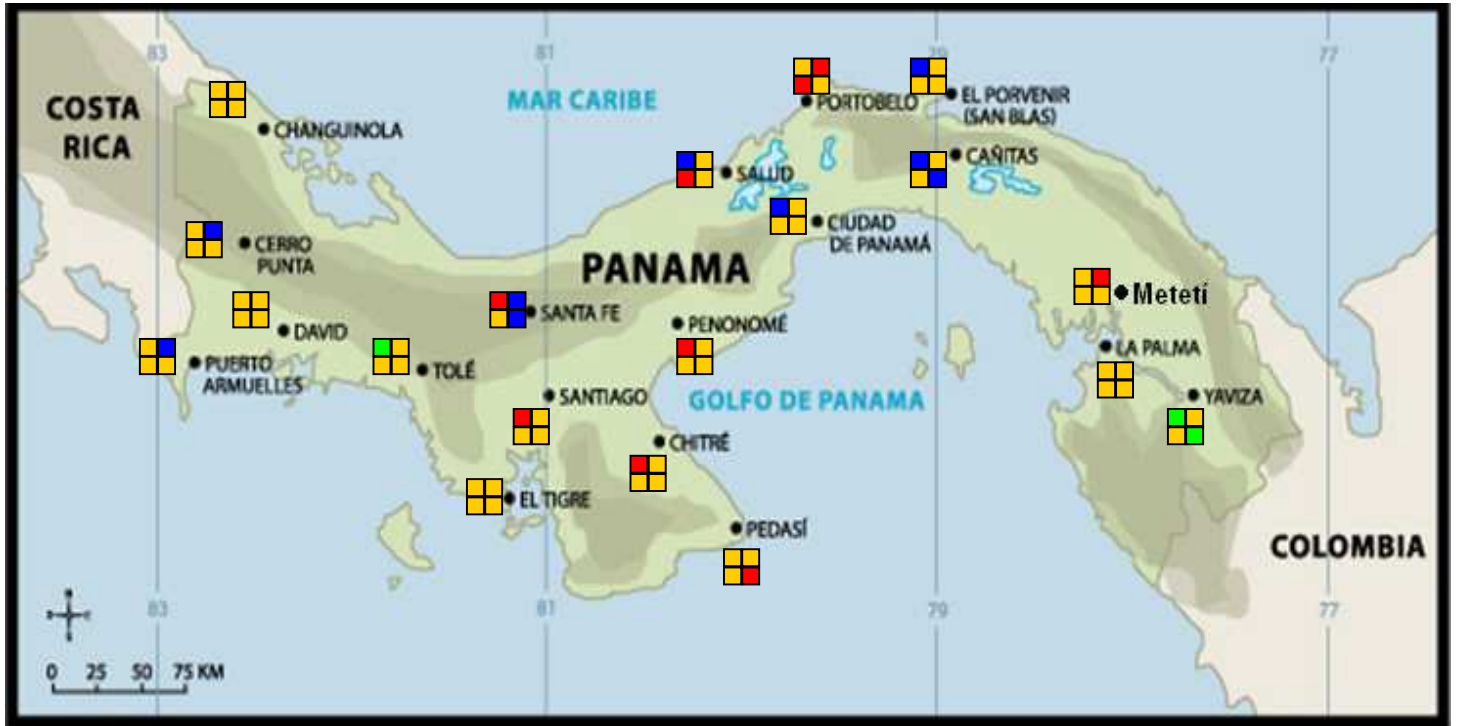 83
81
79
77
COSTA
RICA
MAR CARIBE
CHANGUINOLA
PORTOBELO
EL PORVENIR
(SAN BLAS)
CAÑITAS
SALUD
CIUDAD
DE PANAMÁ
CERRO
PUNTA
PANAMA
Metetí
SANTA FE
PENONOMÉ
DAVID
LA PALMA
PUERTO
ARMUELLES
TOLÉ
SANTIAGO
GOLFO DE PANAMA
YAVIZA
CHITRÉ
EL TIGRE
PEDASÍ
COLOMBIA
83
81
79
77
0 25 50 75 KM